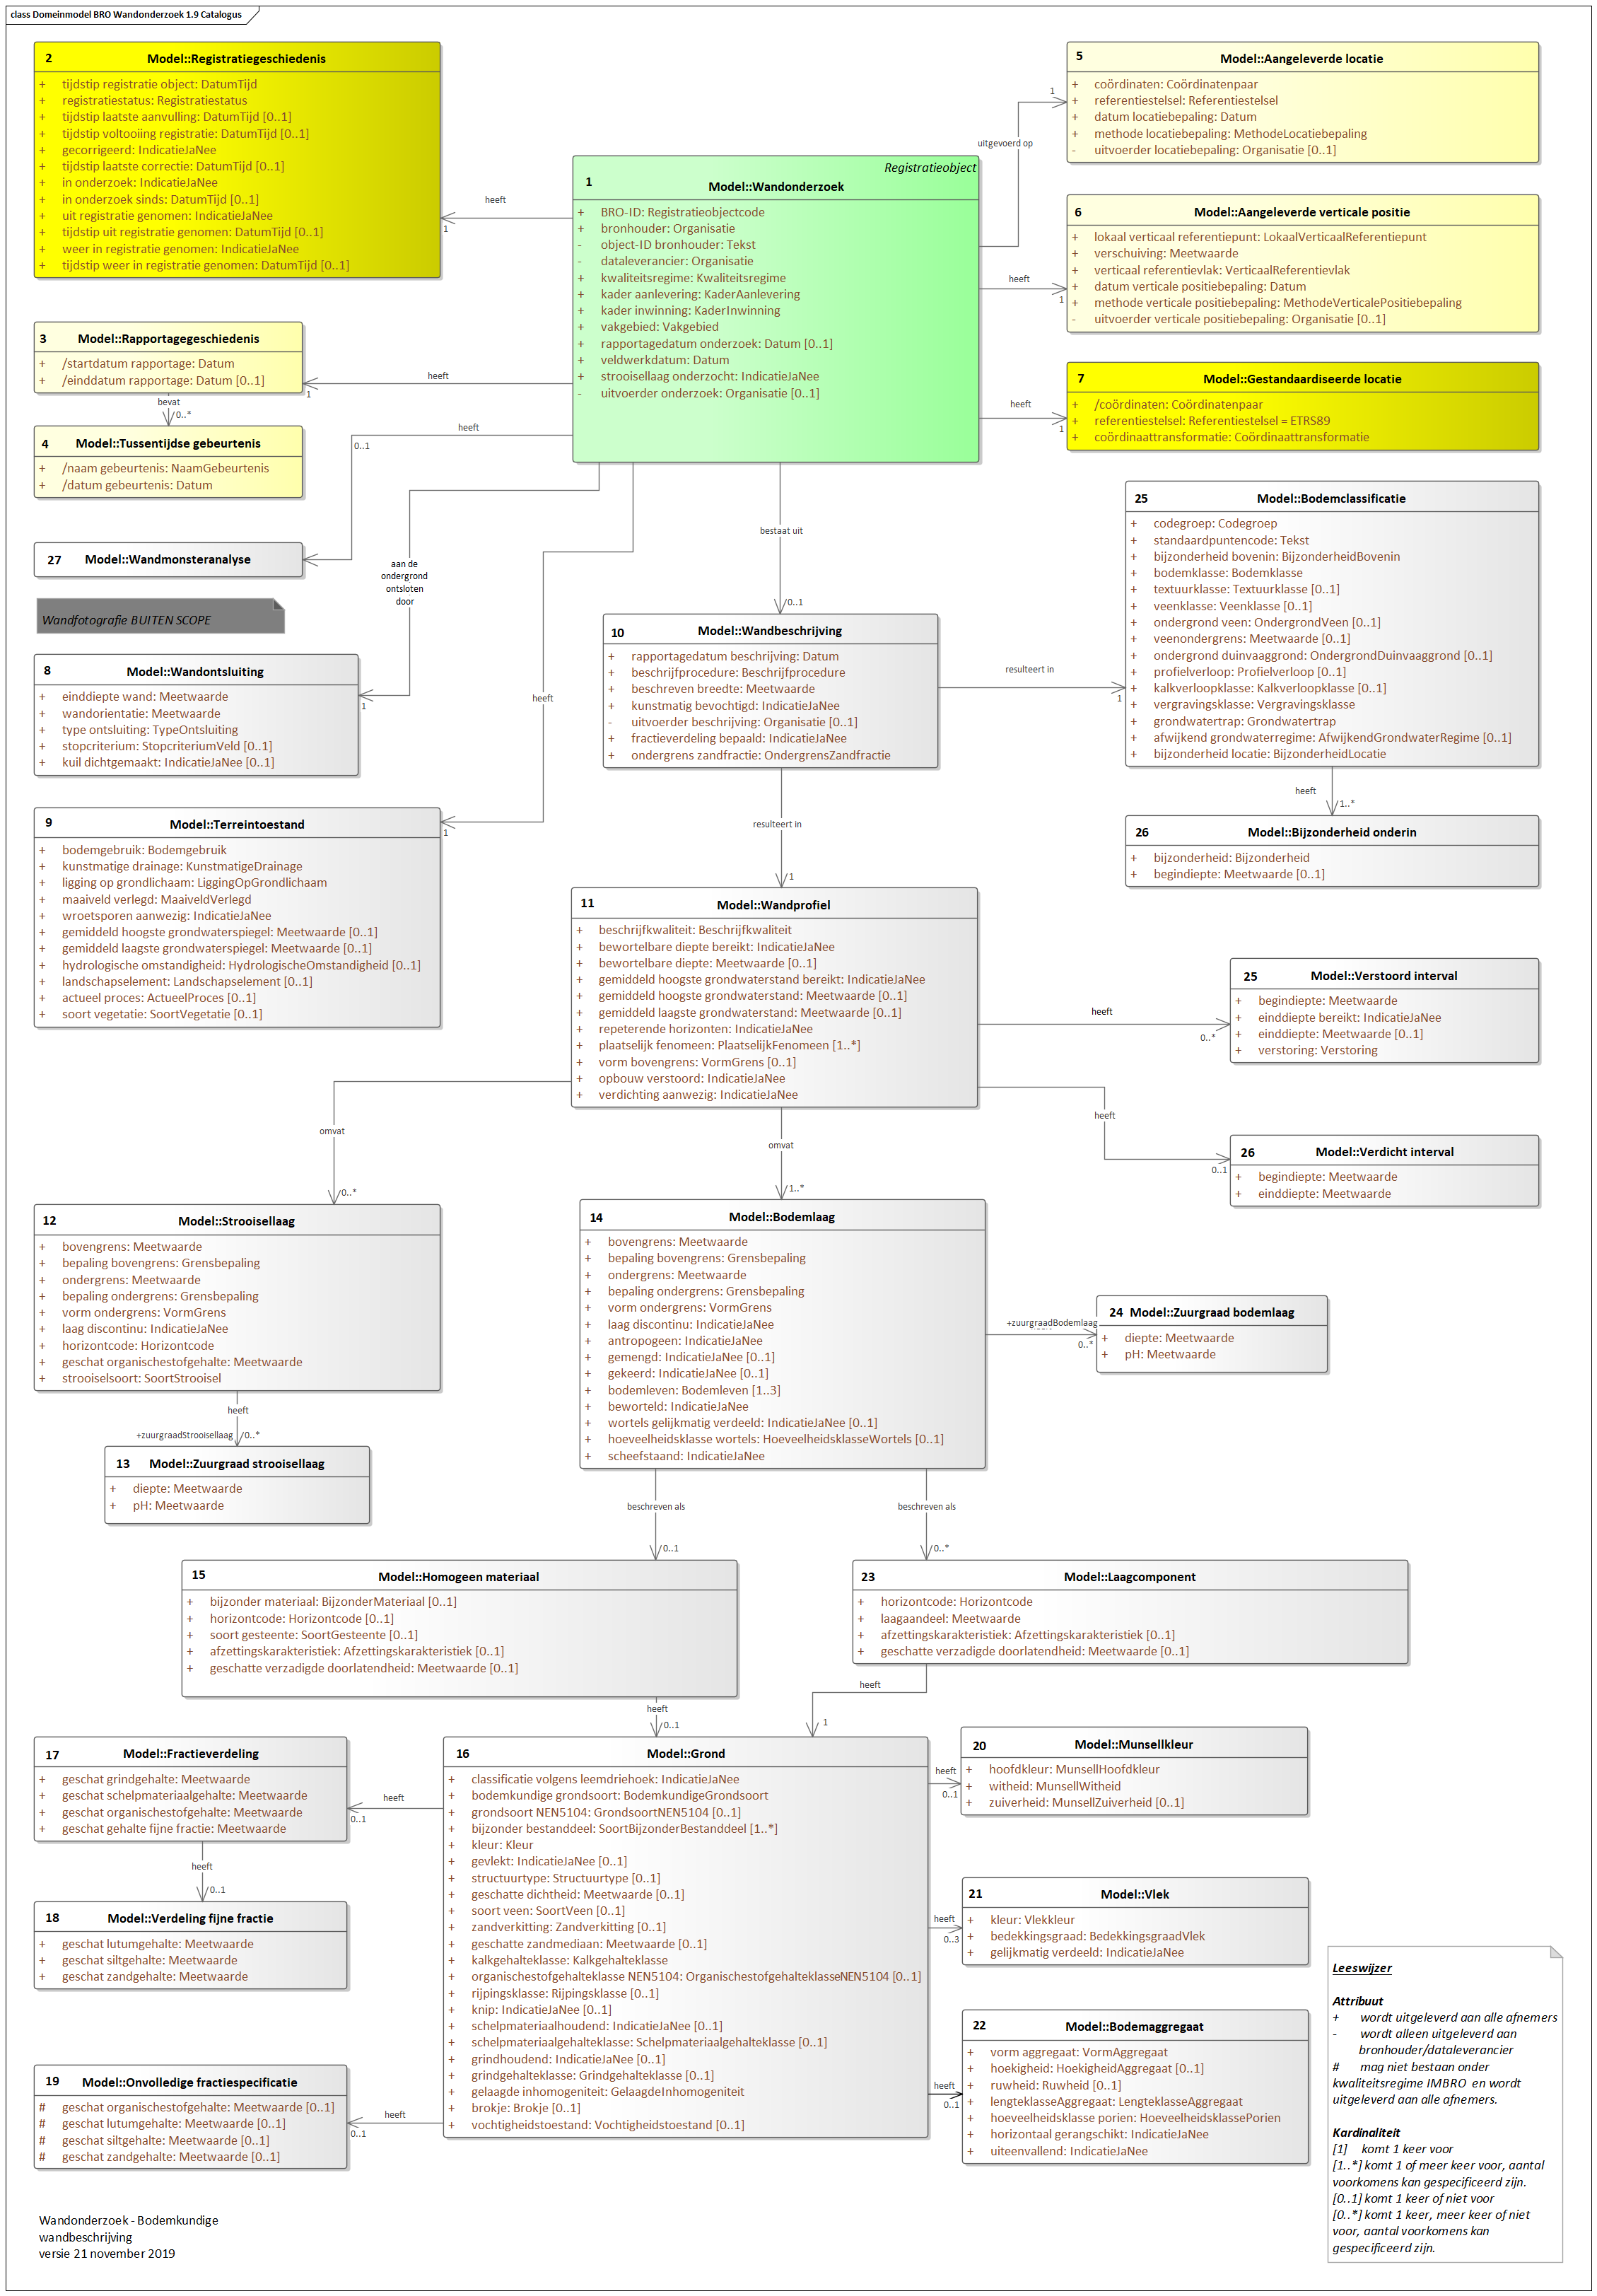 class Domeinmodel BRO Wandonderzoek 1.9 Catalogus
2 Model::Registratiegeschiedenis
+ tijdstip registratie object: DatumTijd
+ registratiestatus: Registratiestatus
+ tijdstip laatste aanvulling: DatumTijd [0..1]
+ tijdstip voltooiing registratie: DatumTijd [0..1]
+ gecorrigeerd: IndicatieJaNee
+ tijdstip laatste correctie: DatumTijd [0..1]
+ in onderzoek: IndicatieJaNee
+ in onderzoek sinds: DatumTijd [0..1]
+ uit registratie genomen: IndicatieJaNee
+ tijdstip uit registratie genomen: DatumTijd [0..1]
+ weer in registratie genomen: IndicatieJaNee
+ tijdstip weer in registratie genomen: DatumTijd [0..1]
heeft
1
Registratieobject
1 Model::Wandonderzoek
+ BRO-ID: Registratieobjectcode
+ bronhouder: Organisatie
- object-ID bronhouder: Tekst
- dataleverancier: Organisatie
+ kwaliteitsregime: Kwaliteitsregime
+ kader aanlevering: KaderAanlevering
+ kader inwinning: KaderInwinning
+ vakgebied: Vakgebied
+ rapportagedatum onderzoek: Datum [0..1]
+ veldwerkdatum: Datum
+ strooisellaag onderzocht: IndicatieJaNee
- uitvoerder onderzoek: Organisatie [0..1]
uitgevoerd op
1
5 Model::Aangeleverde locatie
+ coördinaten: Coördinatenpaar
+ referentiestelsel: Referentiestelsel
+ datum locatiebepaling: Datum
+ methode locatiebepaling: MethodeLocatiebepaling
- uitvoerder locatiebepaling: Organisatie [0..1]
heeft
1
6 Model::Aangeleverde verticale positie
+ lokaal verticaal referentiepunt: LokaalVerticaalReferentiepunt
+ verschuiving: Meetwaarde
+ verticaal referentievlak: VerticaalReferentievlak
+ datum verticale positiebepaling: Datum
+ methode verticale positiebepaling: MethodeVerticalePositiebepaling
- uitvoerder verticale positiebepaling: Organisatie [0..1]
heeft
1
7 Model::Gestandaardiseerde locatie
+ /coördinaten: Coördinatenpaar
+ referentiestelsel: Referentiestelsel = ETRS89
+ coördinaattransformatie: Coördinaattransformatie
3 Model::Rapportagegeschiedenis
+ /startdatum rapportage: Datum
+ /einddatum rapportage: Datum [0..1]
heeft
1
bevat
0..*
4 Model::Tussentijdse gebeurtenis
+ /naam gebeurtenis: NaamGebeurtenis
+ /datum gebeurtenis: Datum
heeft
0..1
27 Model::Wandmonsteranalyse
Wandfotografie BUITEN SCOPE
aan de
ondergrond
ontsloten
door
1
8 Model::Wandontsluiting
+ einddiepte wand: Meetwaarde
+ wandorientatie: Meetwaarde
+ type ontsluiting: TypeOntsluiting
+ stopcriterium: StopcriteriumVeld [0..1]
+ kuil dichtgemaakt: IndicatieJaNee [0..1]
heeft
1
9 Model::Terreintoestand
+ bodemgebruik: Bodemgebruik
+ kunstmatige drainage: KunstmatigeDrainage
+ ligging op grondlichaam: LiggingOpGrondlichaam
+ maaiveld verlegd: MaaiveldVerlegd
+ wroetsporen aanwezig: IndicatieJaNee
+ gemiddeld hoogste grondwaterspiegel: Meetwaarde [0..1]
+ gemiddeld laagste grondwaterspiegel: Meetwaarde [0..1]
+ hydrologische omstandigheid: HydrologischeOmstandigheid [0..1]
+ landschapselement: Landschapselement [0..1]
+ actueel proces: ActueelProces [0..1]
+ soort vegetatie: SoortVegetatie [0..1]
bestaat uit
0..1
10 Model::Wandbeschrijving
+ rapportagedatum beschrijving: Datum
+ beschrijfprocedure: Beschrijfprocedure
+ beschreven breedte: Meetwaarde
+ kunstmatig bevochtigd: IndicatieJaNee
- uitvoerder beschrijving: Organisatie [0..1]
+ fractieverdeling bepaald: IndicatieJaNee
+ ondergrens zandfractie: OndergrensZandfractie
resulteert in
1
25 Model::Bodemclassificatie
+ codegroep: Codegroep
+ standaardpuntencode: Tekst
+ bijzonderheid bovenin: BijzonderheidBovenin
+ bodemklasse: Bodemklasse
+ textuurklasse: Textuurklasse [0..1]
+ veenklasse: Veenklasse [0..1]
+ ondergrond veen: OndergrondVeen [0..1]
+ veenondergrens: Meetwaarde [0..1]
+ ondergrond duinvaaggrond: OndergrondDuinvaaggrond [0..1]
+ profielverloop: Profielverloop [0..1]
+ kalkverloopklasse: Kalkverloopklasse [0..1]
+ vergravingsklasse: Vergravingsklasse
+ grondwatertrap: Grondwatertrap
+ afwijkend grondwaterregime: AfwijkendGrondwaterRegime [0..1]
+ bijzonderheid locatie: BijzonderheidLocatie
heeft
1..*
26 Model::Bijzonderheid onderin
+ bijzonderheid: Bijzonderheid
+ begindiepte: Meetwaarde [0..1]
resulteert in
1
11 Model::Wandprofiel
+ beschrijfkwaliteit: Beschrijfkwaliteit
+ bewortelbare diepte bereikt: IndicatieJaNee
+ bewortelbare diepte: Meetwaarde [0..1]
+ gemiddeld hoogste grondwaterstand bereikt: IndicatieJaNee
+ gemiddeld hoogste grondwaterstand: Meetwaarde [0..1]
+ gemiddeld laagste grondwaterstand: Meetwaarde [0..1]
+ repeterende horizonten: IndicatieJaNee
+ plaatselijk fenomeen: PlaatselijkFenomeen [1..*]
+ vorm bovengrens: VormGrens [0..1]
+ opbouw verstoord: IndicatieJaNee
+ verdichting aanwezig: IndicatieJaNee
heeft
0..*
25 Model::Verstoord interval
+ begindiepte: Meetwaarde
+ einddiepte bereikt: IndicatieJaNee
+ einddiepte: Meetwaarde [0..1]
+ verstoring: Verstoring
heeft
0..1
26 Model::Verdicht interval
+ begindiepte: Meetwaarde
+ einddiepte: Meetwaarde
omvat
0..*
12 Model::Strooisellaag
+ bovengrens: Meetwaarde
+ bepaling bovengrens: Grensbepaling
+ ondergrens: Meetwaarde
+ bepaling ondergrens: Grensbepaling
+ vorm ondergrens: VormGrens
+ laag discontinu: IndicatieJaNee
+ horizontcode: Horizontcode
+ geschat organischestofgehalte: Meetwaarde
+ strooiselsoort: SoortStrooisel
heeft
+zuurgraadStrooisellaag 0..*
13 Model::Zuurgraad strooisellaag
+ diepte: Meetwaarde
+ pH: Meetwaarde
omvat
1..*
14 Model::Bodemlaag
+ bovengrens: Meetwaarde
+ bepaling bovengrens: Grensbepaling
+ ondergrens: Meetwaarde
+ bepaling ondergrens: Grensbepaling
+ vorm ondergrens: VormGrens
+ laag discontinu: IndicatieJaNee
+ antropogeen: IndicatieJaNee
+ gemengd: IndicatieJaNee [0..1]
+ gekeerd: IndicatieJaNee [0..1]
+ bodemleven: Bodemleven [1..3]
+ beworteld: IndicatieJaNee
+ wortels gelijkmatig verdeeld: IndicatieJaNee [0..1]
+ hoeveelheidsklasse wortels: HoeveelheidsklasseWortels [0..1]
+ scheefstaand: IndicatieJaNee
+zuurgraadBodemlaag
0..*
24 Model::Zuurgraad bodemlaag
+ diepte: Meetwaarde
+ pH: Meetwaarde
beschreven als
0..1
beschreven als
0..*
15 Model::Homogeen materiaal
+ bijzonder materiaal: BijzonderMateriaal [0..1]
+ horizontcode: Horizontcode [0..1]
+ soort gesteente: SoortGesteente [0..1]
+ afzettingskarakteristiek: Afzettingskarakteristiek [0..1]
+ geschatte verzadigde doorlatendheid: Meetwaarde [0..1]
23 Model::Laagcomponent
+ horizontcode: Horizontcode
+ laagaandeel: Meetwaarde
+ afzettingskarakteristiek: Afzettingskarakteristiek [0..1]
+ geschatte verzadigde doorlatendheid: Meetwaarde [0..1]
heeft
0..1
heeft
1
17 Model::Fractieverdeling
+ geschat grindgehalte: Meetwaarde
+ geschat schelpmateriaalgehalte: Meetwaarde
+ geschat organischestofgehalte: Meetwaarde
+ geschat gehalte fijne fractie: Meetwaarde
heeft
0..1
heeft
0..1
18 Model::Verdeling fijne fractie
+ geschat lutumgehalte: Meetwaarde
+ geschat siltgehalte: Meetwaarde
+ geschat zandgehalte: Meetwaarde
19 Model::Onvolledige fractiespecificatie
# geschat organischestofgehalte: Meetwaarde [0..1]
# geschat lutumgehalte: Meetwaarde [0..1]
# geschat siltgehalte: Meetwaarde [0..1]
# geschat zandgehalte: Meetwaarde [0..1]
heeft
0..1
16 Model::Grond
+ classificatie volgens leemdriehoek: IndicatieJaNee
+ bodemkundige grondsoort: BodemkundigeGrondsoort
+ grondsoort NEN5104: GrondsoortNEN5104 [0..1]
+ bijzonder bestanddeel: SoortBijzonderBestanddeel [1..*]
+ kleur: Kleur
+ gevlekt: IndicatieJaNee [0..1]
+ structuurtype: Structuurtype [0..1]
+ geschatte dichtheid: Meetwaarde [0..1]
+ soort veen: SoortVeen [0..1]
+ zandverkitting: Zandverkitting [0..1]
+ geschatte zandmediaan: Meetwaarde [0..1]
+ kalkgehalteklasse: Kalkgehalteklasse
+ organischestofgehalteklasse NEN5104: OrganischestofgehalteklasseNEN5104 [0..1]
+ rijpingsklasse: Rijpingsklasse [0..1]
+ knip: IndicatieJaNee [0..1]
+ schelpmateriaalhoudend: IndicatieJaNee [0..1]
+ schelpmateriaalgehalteklasse: Schelpmateriaalgehalteklasse [0..1]
+ grindhoudend: IndicatieJaNee [0..1]
+ grindgehalteklasse: Grindgehalteklasse [0..1]
+ gelaagde inhomogeniteit: GelaagdeInhomogeniteit
+ brokje: Brokje [0..1]
+ vochtigheidstoestand: Vochtigheidstoestand [0..1]
heeft
0..1
20 Model::Munsellkleur
+ hoofdkleur: MunsellHoofdkleur
+ witheid: MunsellWitheid
+ zuiverheid: MunsellZuiverheid [0..1]
heeft
0..3
21 Model::Vlek
+ kleur: Vlekkleur
+ bedekkingsgraad: BedekkingsgraadVlek
+ gelijkmatig verdeeld: IndicatieJaNee
heeft
0..1
22 Model::Bodemaggregaat
+ vorm aggregaat: VormAggregaat
+ hoekigheid: HoekigheidAggregaat [0..1]
+ ruwheid: Ruwheid [0..1]
+ lengteklasseAggregaat: LengteklasseAggregaat
+ hoeveelheidsklasse porien: HoeveelheidsklassePorien
+ horizontaal gerangschikt: IndicatieJaNee
+ uiteenvallend: IndicatieJaNee
Leeswijzer
Attribuut
+ wordt uitgeleverd aan alle afnemers
- wordt alleen uitgeleverd aan
bronhouder/dataleverancier
# mag niet bestaan onder
kwaliteitsregime IMBRO en wordt
uitgeleverd aan alle afnemers.
Kardinaliteit
[1] komt 1 keer voor
[1..*] komt 1 of meer keer voor, aantal
voorkomens kan gespecificeerd zijn.
[0..1] komt 1 keer of niet voor
[0..*] komt 1 keer, meer keer of niet
voor, aantal voorkomens kan
gespecificeerd zijn.
Wandonderzoek - Bodemkundige
wandbeschrijving
versie 21 november 2019